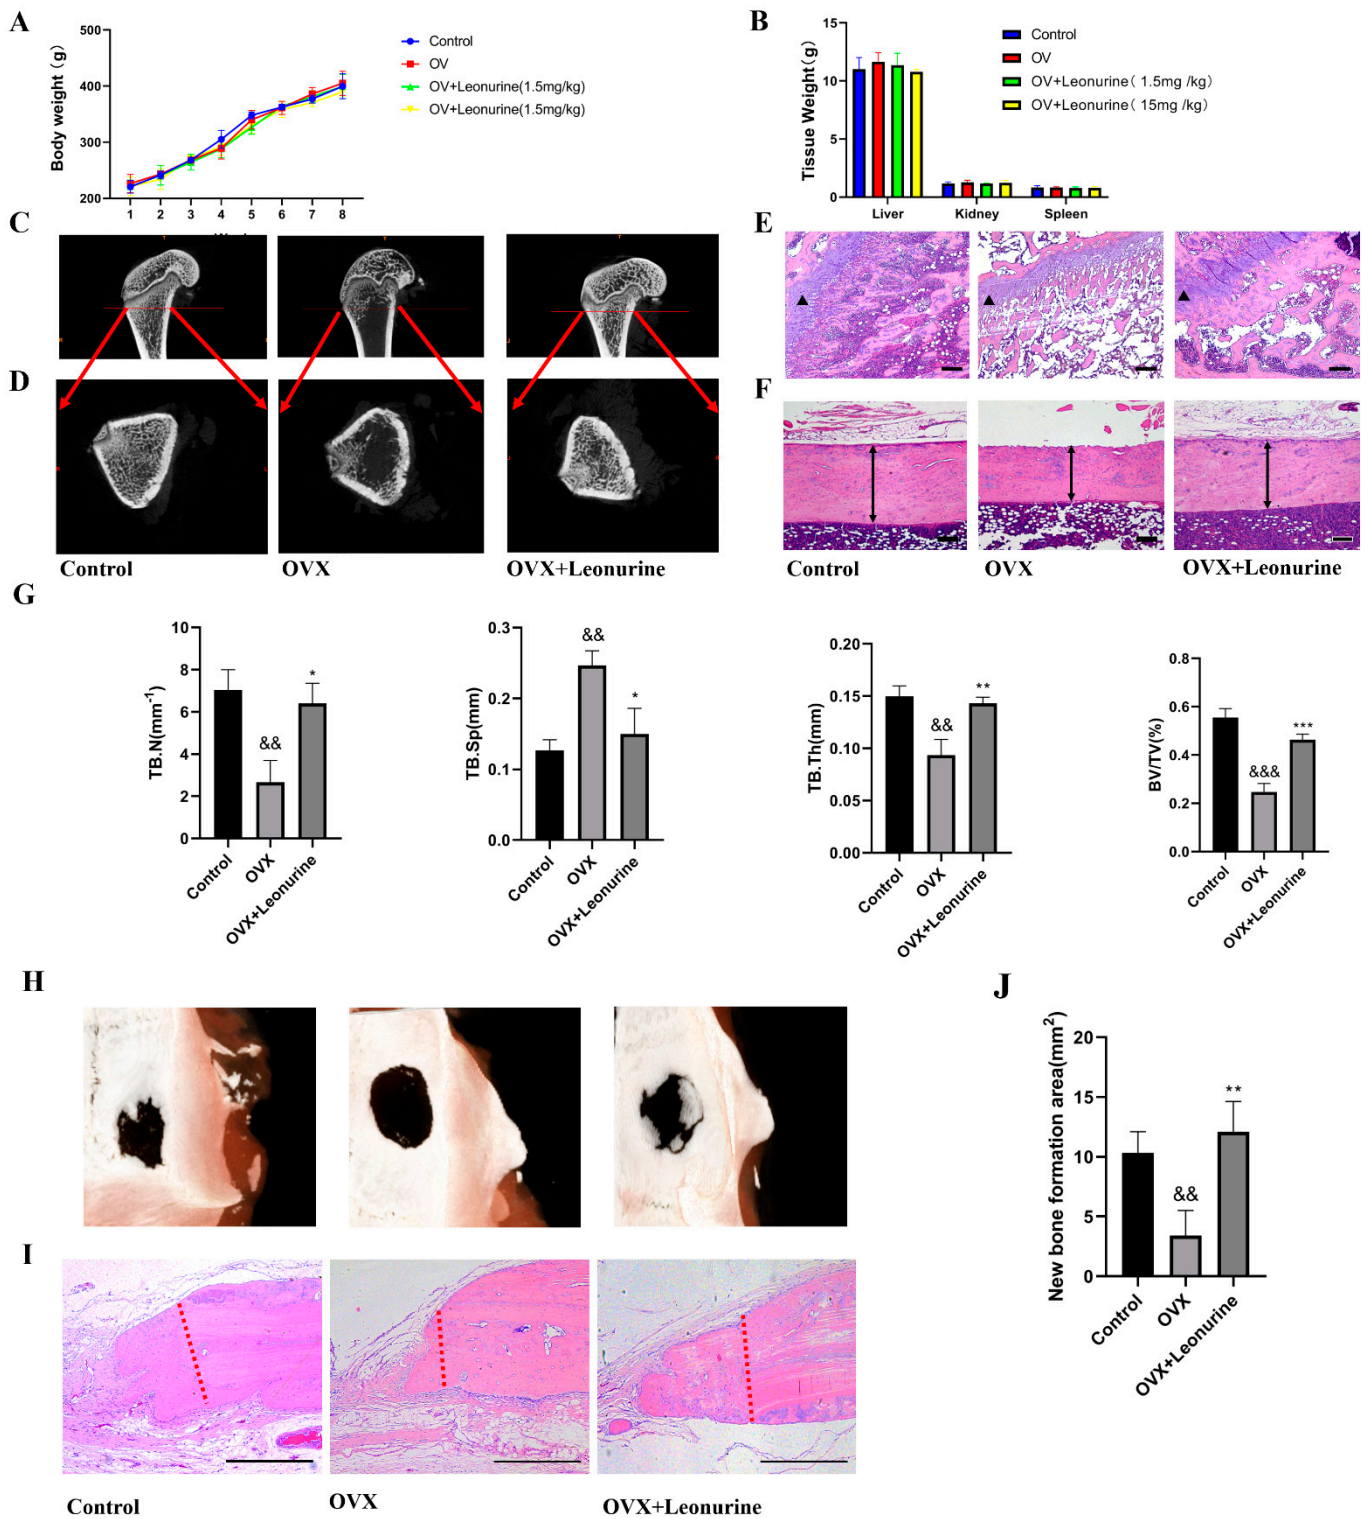 A
Body weight（g）
500
400
300
200
1 2 3 4 5 6 7 8
Control
OV
OV+Leonurine(1.5mg/kg)
OV+Leonurine(1.5mg/kg)
B
Tissue Weight(g)
15
10
5
0
Liver Kidney Spleen
Control
OV
OV+Leonurine（ 1.5mg /kg）
OV+Leonurine（ 15mg /kg）
C
D
Control OVX OVX+Leonurine
E
F
Control OVX OVX+Leonurine
G
TB.N(mm⁻¹)
10
8
6
4
2
0
&&
*
Control
OVX
OVX+Leonurine
TB.Sp(mm)
0.3
0.2
0.1
0.0
&&
*
Control
OVX
OVX+Leonurine
TB.Th(mm)
0.20
0.15
0.10
0.05
0.00
&&
**
Control
OVX
OVX+Leonurine
BV/TV(%)
0.8
0.6
0.4
0.2
0.0
&&&
***
Control
OVX
OVX+Leonurine
H
I
Control OVX OVX+Leonurine
J
New bone formation area(mm²)
20
15
10
5
0
&&
**
Control
OVX
OVX+Leonurine